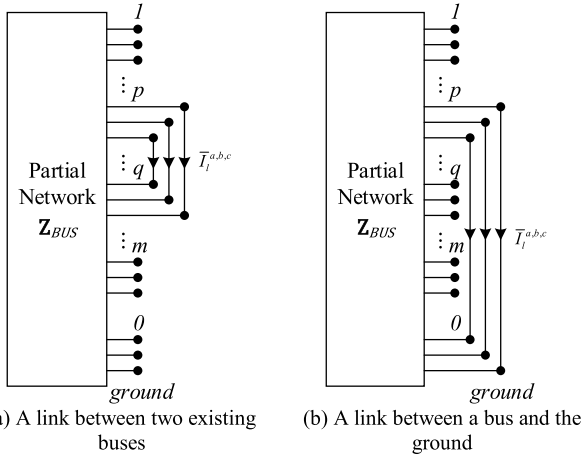 1
p
Partial
Network
Z_BUS
q
Ī_l^{a,b,c}
m
0
ground
a) A link between two existing
buses
1
p
Partial
Network
Z_BUS
q
m
Ī_l^{a,b,c}
0
ground
(b) A link between a bus and the
ground